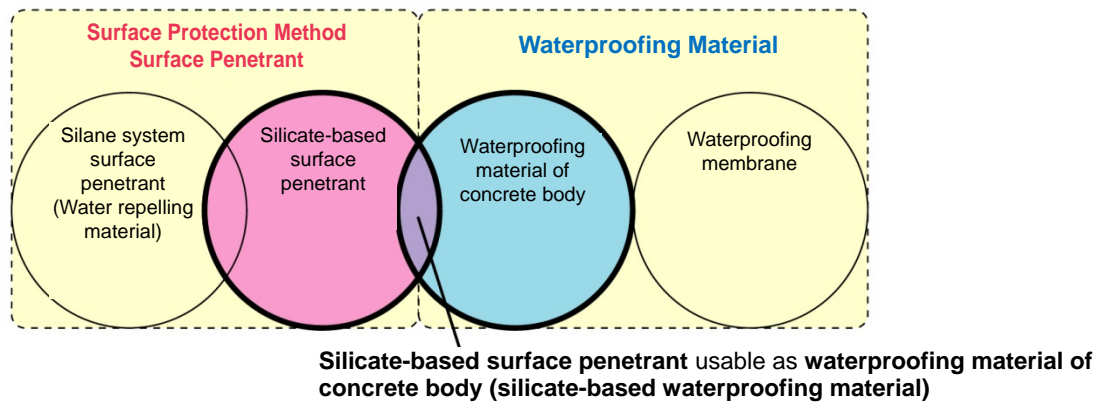 Surface Protection Method
Surface Penetrant
Waterproofing Material
Silane system
surface
penetrant
(Water repelling
material)
Silicate-based
surface
penetrant
Waterproofing
material of
concrete body
Waterproofing
membrane
Silicate-based surface penetrant usable as waterproofing material of
concrete body (silicate-based waterproofing material)